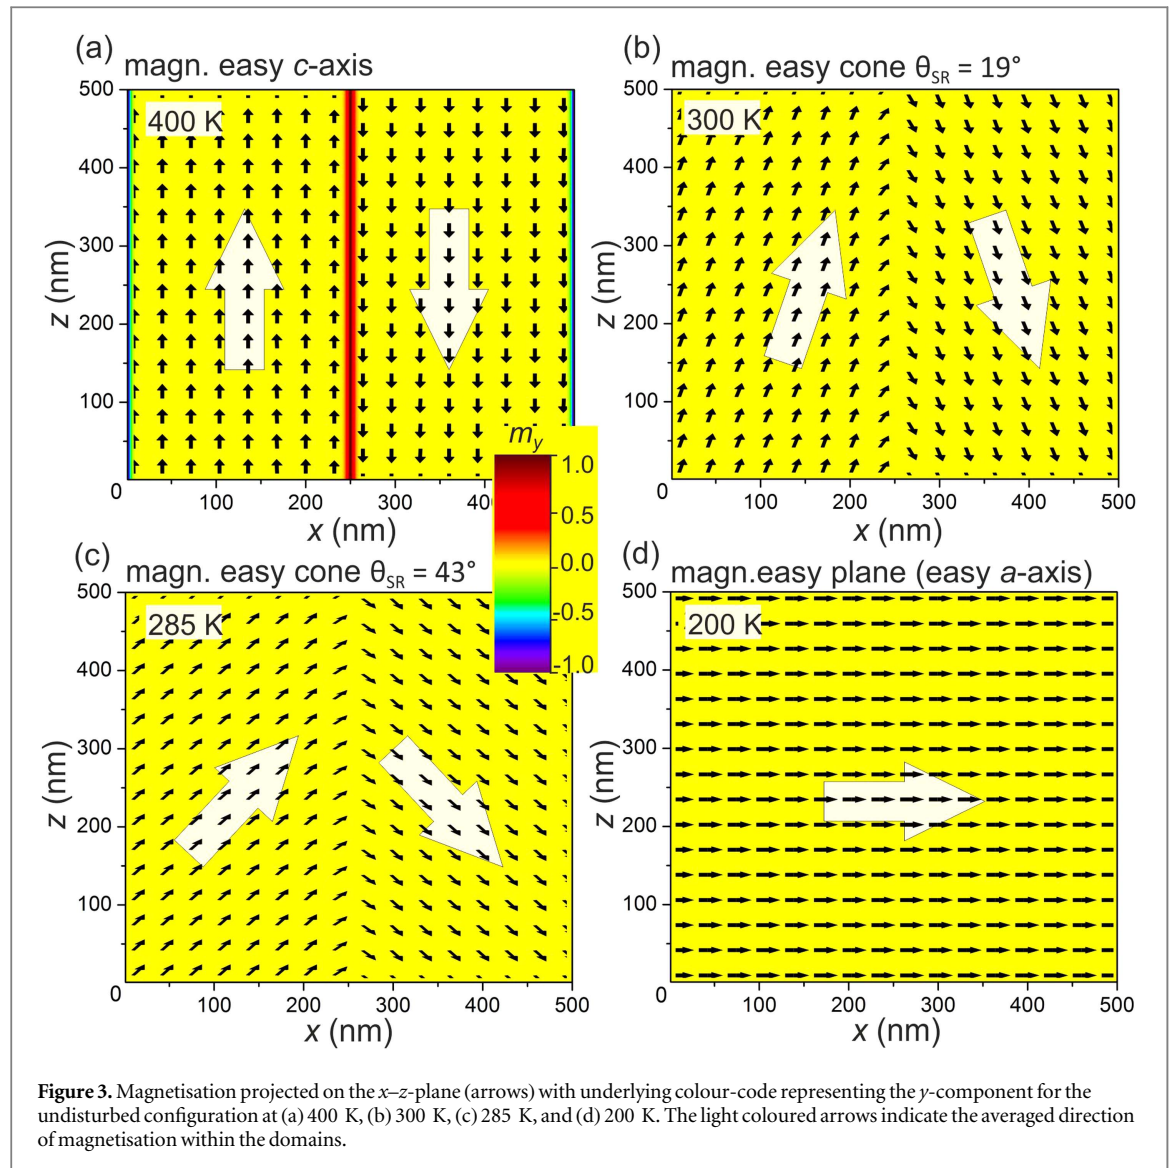 (a)
magn. easy c-axis
400 K
500
400
300
200
100
0
100
200
300
40
z (nm)
x (nm)
(b)
magn. easy cone θSR = 19°
300 K
500
400
300
200
100
0
100
200
300
400
500
z (nm)
x (nm)
my
1.0
0.5
0.0
-0.5
-1.0
(c)
magn. easy cone θSR = 43°
285 K
500
400
300
200
100
0
100
200
300
400
500
z (nm)
x (nm)
(d)
magn.easy plane (easy a-axis)
200 K
500
400
300
200
100
0
100
200
300
400
500
z (nm)
x (nm)
Figure 3. Magnetisation projected on the x–z-plane (arrows) with underlying colour-code representing the y-component for the
undisturbed configuration at (a) 400 K, (b) 300 K, (c) 285 K, and (d) 200 K. The light coloured arrows indicate the averaged direction
of magnetisation within the domains.